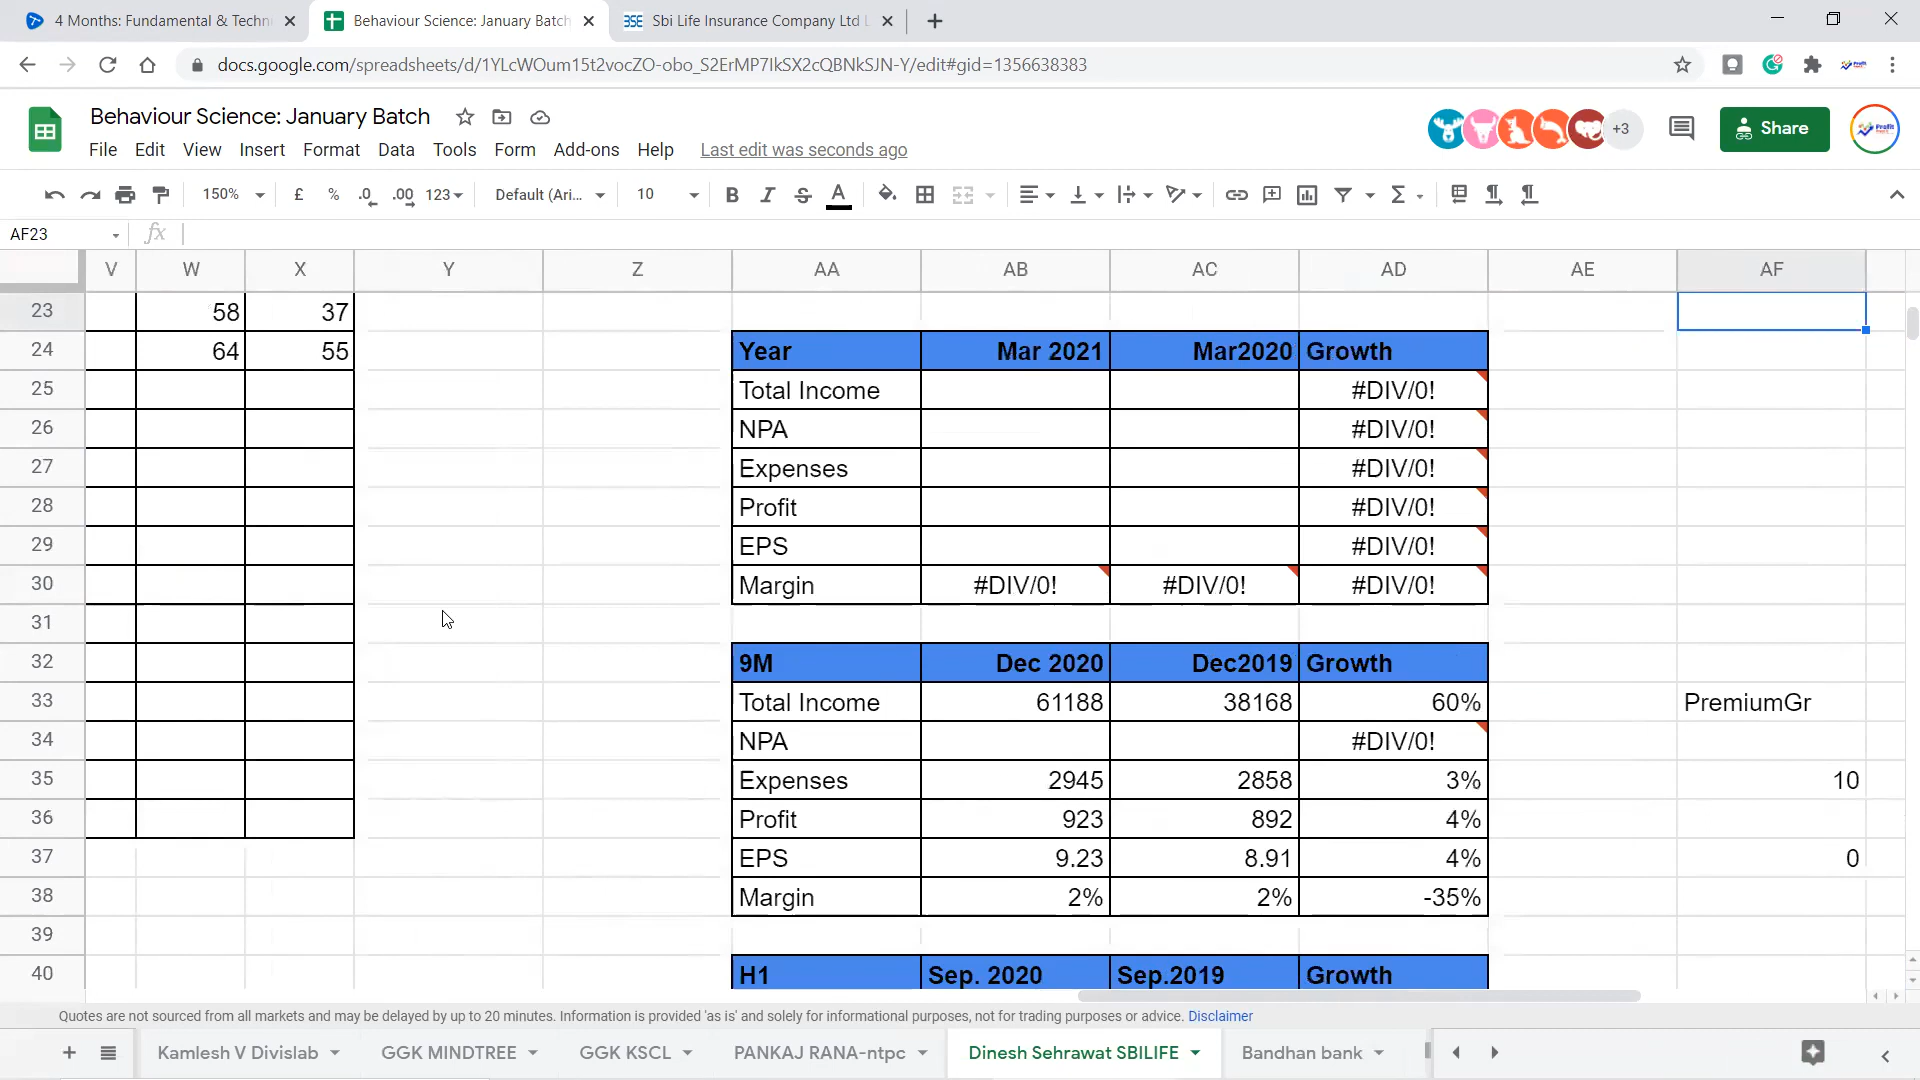 4 Months: Fundamental & Techn
Behaviour Science: January Batch
Sbi Life Insurance Company Ltd L
docs.google.com/spreadsheets/d/1YLcWOum15t2vocZO-obo_S2ErMP7IkSX2cQBNkSJN-Y/edit#gid=1356638383
Behaviour Science: January Batch
+3
Share
File Edit View Insert Format Data Tools Form Add-ons Help Last edit was seconds ago
150% £ % .0 .00 123 Default (Ari... 10 B I S A
AF23 fx
V W X Y Z AA AB AC AD AE AF
23 58 37
24 64 55 Year Mar 2021 Mar2020 Growth
25 Total Income #DIV/0!
26 NPA #DIV/0!
27 Expenses #DIV/0!
28 Profit #DIV/0!
29 EPS #DIV/0!
30 Margin #DIV/0! #DIV/0! #DIV/0!
31
32 9M Dec 2020 Dec2019 Growth
33 Total Income 61188 38168 60% PremiumGr
34 NPA #DIV/0!
35 Expenses 2945 2858 3% 10
36 Profit 923 892 4%
37 EPS 9.23 8.91 4% 0
38 Margin 2% 2% -35%
39
40 H1 Sep. 2020 Sep.2019 Growth
Quotes are not sourced from all markets and may be delayed by up to 20 minutes. Information is provided 'as is' and solely for informational purposes, not for trading purposes or advice. Disclaimer
Kamlesh V Divislab GGK MINDTREE GGK KSCL PANKAJ RANA-ntpc Dinesh Sehrawat SBILIFE Bandhan bank